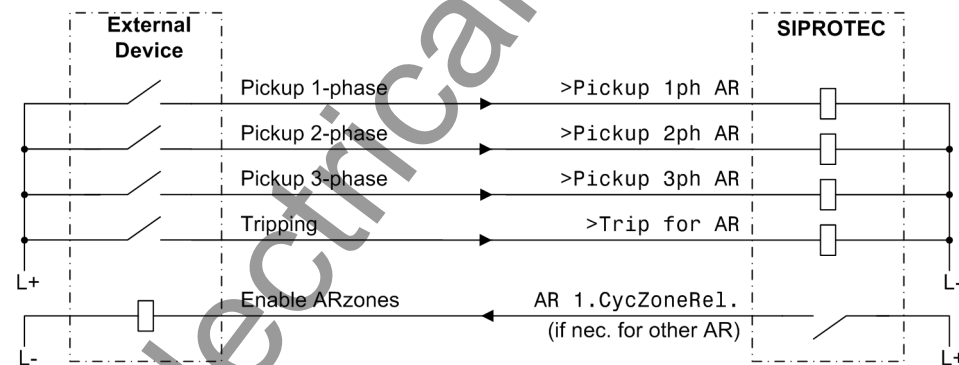 External
Device
SIPROTEC
Pickup 1-phase >Pickup 1ph AR
Pickup 2-phase >Pickup 2ph AR
Pickup 3-phase >Pickup 3ph AR
Tripping >Trip for AR
L+ L-
Enable ARzones AR 1.CycZoneRel.
(if nec. for other AR)
L- L+
electrical